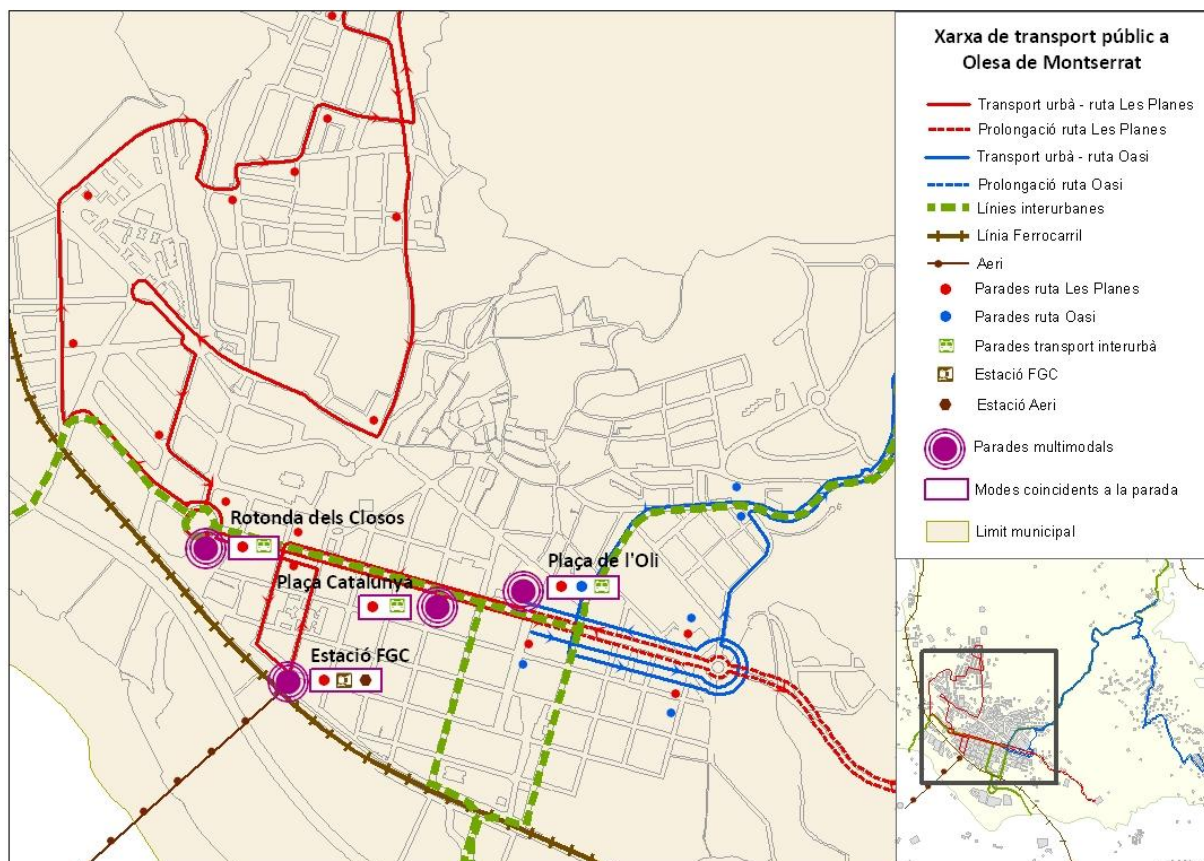 Xarxa de transport públic a
Olesa de Montserrat
Transport urbà - ruta Les Planes
Prolongació ruta Les Planes
Transport urbà - ruta Oasi
Prolongació ruta Oasi
Línies interurbanes
Línia Ferrocarril
Aeri
Parades ruta Les Planes
Parades ruta Oasi
Parades transport interurbà
Estació FGC
Estació Aeri
Parades multimodals
Modes coincidents a la parada
Limit municipal
Rotonda dels Closos
Plaça Catalunya
Plaça de l'Oli
Estació FGC